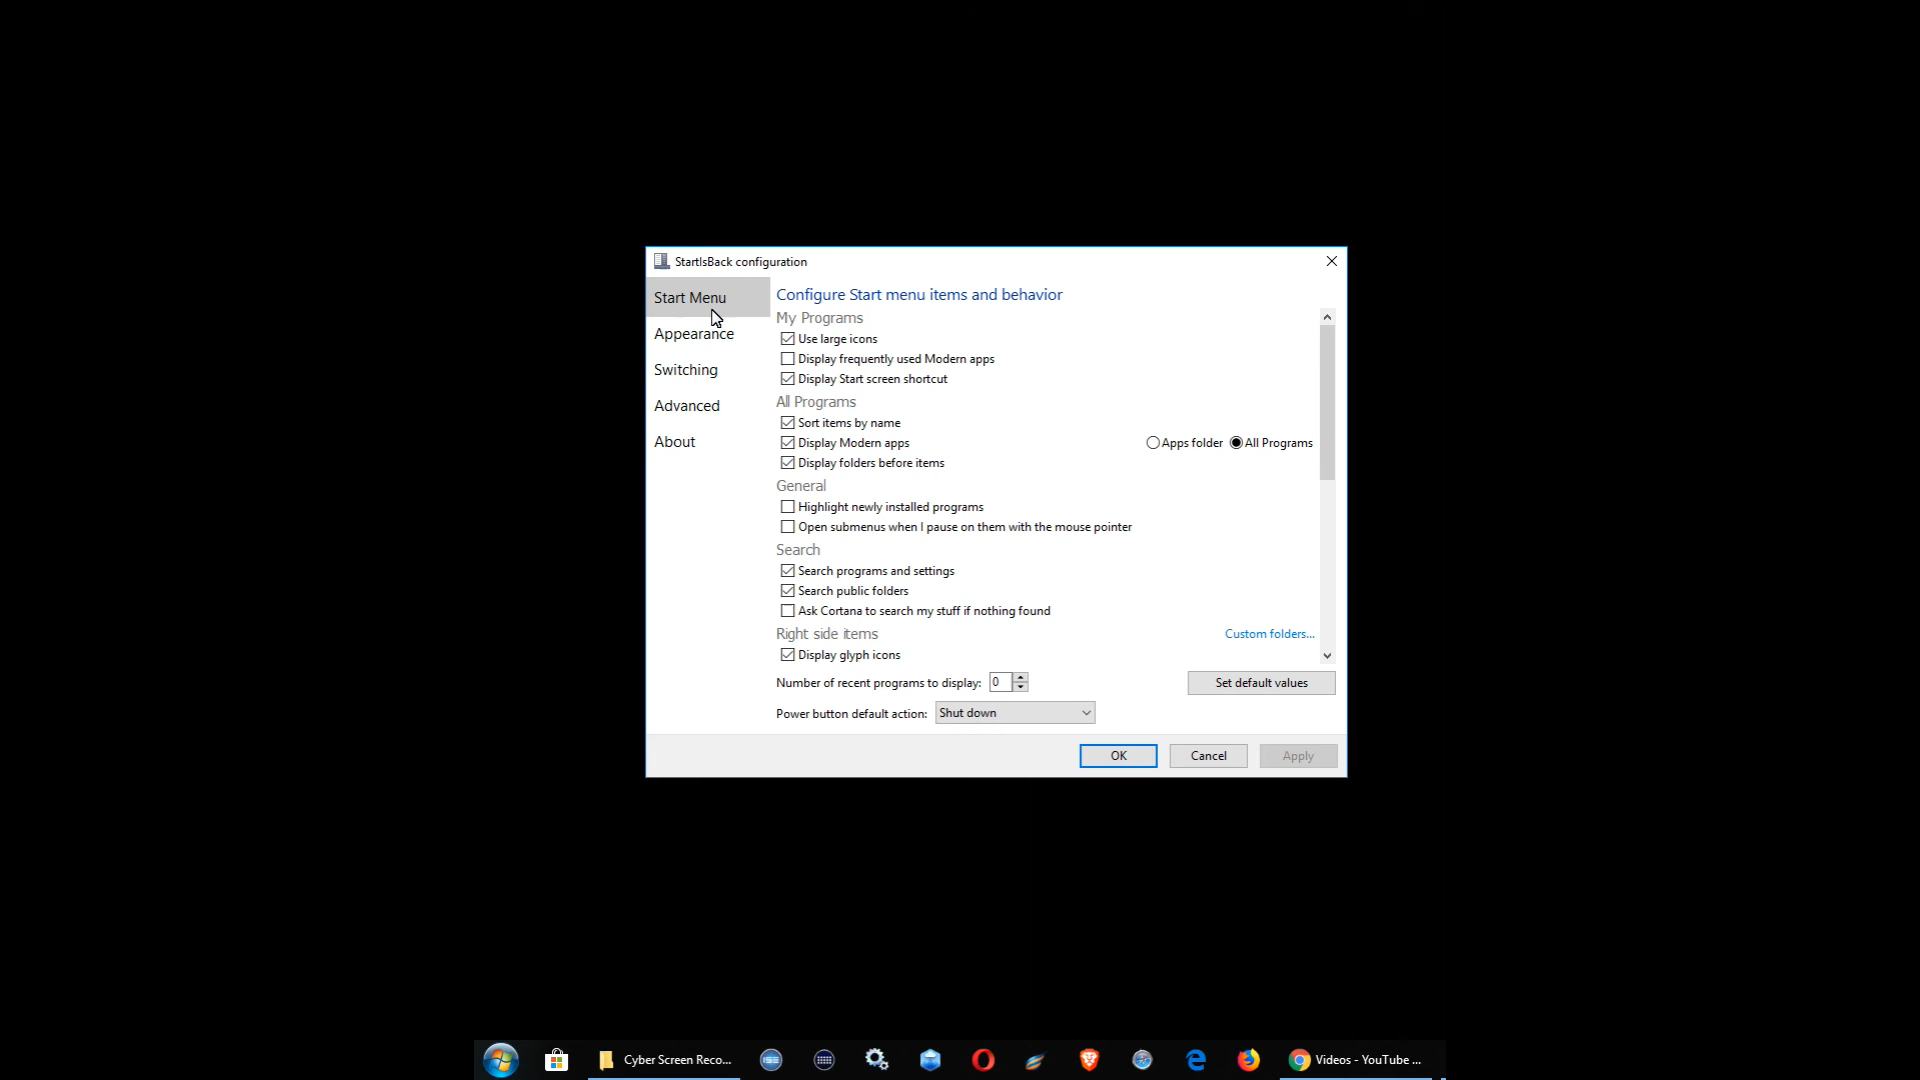 StartIsBack configuration
Start Menu
Appearance
Switching
Advanced
About
Configure Start menu items and behavior
My Programs
Use large icons
Display frequently used Modern apps
Display Start screen shortcut
All Programs
Sort items by name
Display Modern apps
Apps folder
All Programs
Display folders before items
General
Highlight newly installed programs
Open submenus when I pause on them with the mouse pointer
Search
Search programs and settings
Search public folders
Ask Cortana to search my stuff if nothing found
Right side items
Custom folders...
Display glyph icons
Number of recent programs to display:
0
Set default values
Power button default action:
Shut down
OK
Cancel
Apply
Cyber Screen Reco...
ISE
Videos - YouTube ...